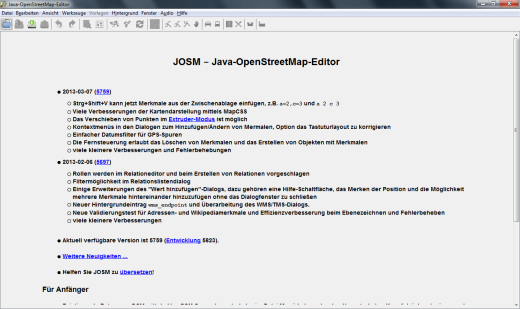 Java-OpenStreetMap-Editor
Datei Bearbeiten Ansicht Werkzeuge Vorlagen Hintergrund Fenster Audio Hilfe
JOSM – Java-OpenStreetMap-Editor
2013-03-07 (5759)
Strg+Shift+V kann jetzt Merkmale aus der Zwischenablage einfügen, z.B. a=2,c=3 und a 2 c 3
Viele Verbesserungen der Kartendarstellung mittels MapCSS
Das Verschieben von Punkten im Extruder-Modus ist möglich
Kontextmenüs in den Dialogen zum Hinzufügen/Ändern von Mermalen, Option das Tastuturlayout zu korrigieren
Einfacher Datumsfilter für GPS-Spuren
Die Fernsteuerung erlaubt das Löschen von Merkmalen und das Erstellen von Objekten mit Merkmalen
viele kleinere Verbesserungen und Fehlerbehebungen
2013-02-06 (5697)
Rollen werden im Relationeditor und beim Erstellen von Relationen vorgeschlagen
Filtermöglichkeit im Relationslistendialog
Einige Erweiterungen des "Wert hinzufügen"-Dialogs, dazu gehören eine Hilfe-Schaltfläche, das Merken der Position und die Möglichkeit
mehrere Merkmale hintereinander hinzuzufügen ohne das Dialogfenster zu schließen
Neuer Hintergrundeintrag wms_endpoint und Überarbeitung des WMS/TMS-Dialogs.
Neue Validierungstest für Adressen- und Wikipediamerkmale und Effizienzverbesserung beim Ebenezeichnen und Fehlerbeheben
viele kleinere Verbesserungen
Aktuell verfügbare Version ist 5759 (Entwicklung 5823).
Weitere Neuigkeiten ...
Helfen Sie JOSM zu übersetzen!
Für Anfänger